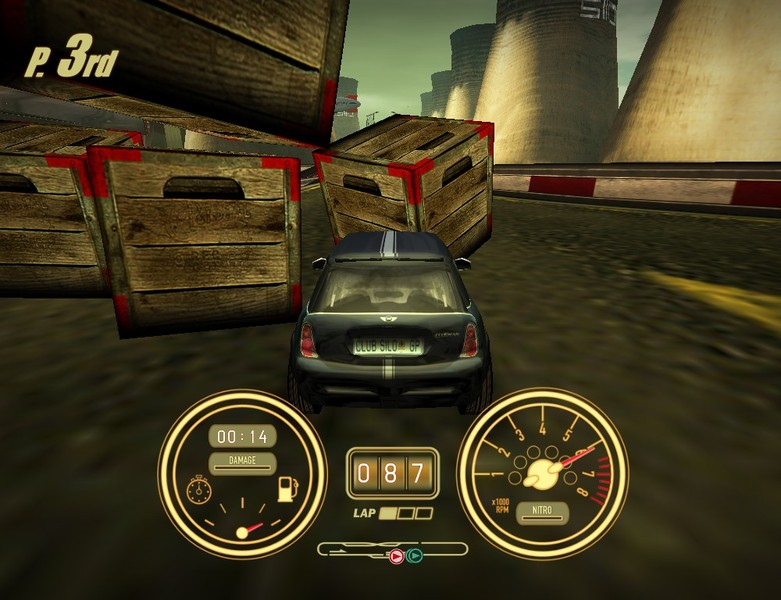 P. 3rd
SILO
00:14
DAMAGE
087
LAP
1 2 3 4 5 6 7 8
x1000
RPM
NITRO
CLUB SILO GP